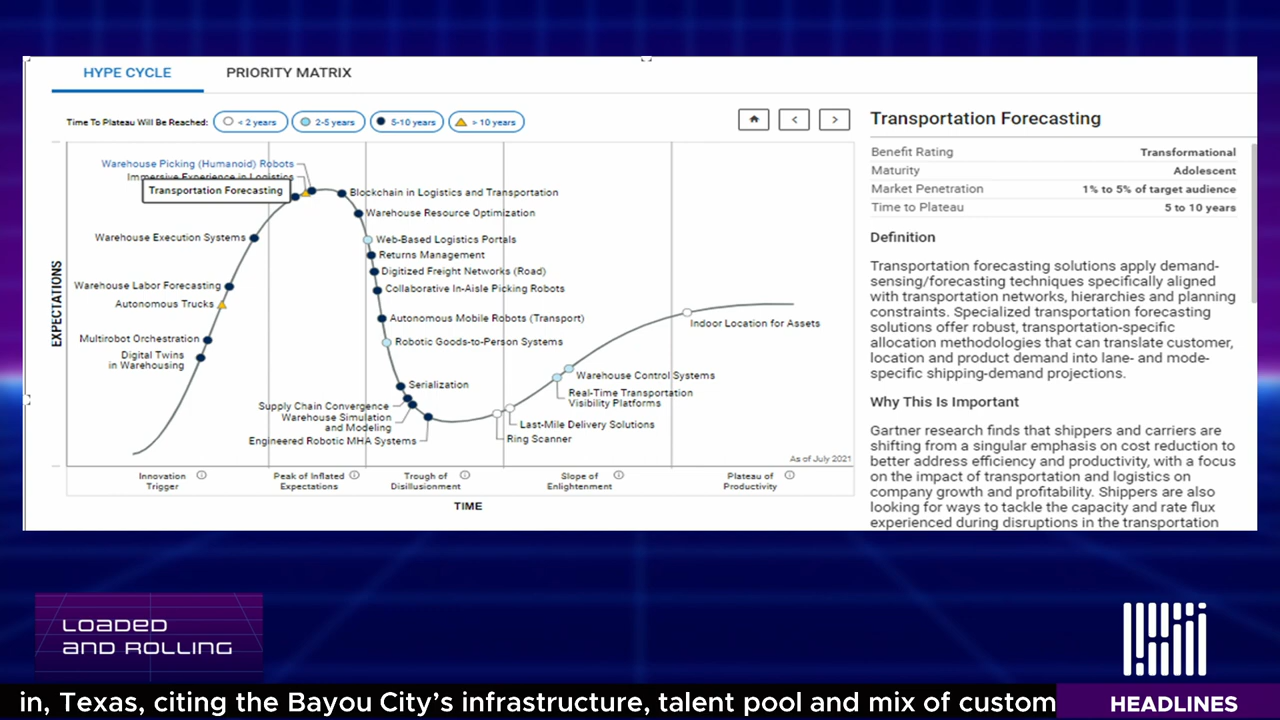 HYPE CYCLE
PRIORITY MATRIX
Time To Plateau Will Be Reached:
< 2 years
2-5 years
5-10 years
> 10 years
EXPECTATIONS
Warehouse Picking (Humanoid) Robots
Immersive Experience in Logistics
Transportation Forecasting
Warehouse Execution Systems
Warehouse Labor Forecasting
Autonomous Trucks
Multirobot Orchestration
Digital Twins
in Warehousing
Blockchain in Logistics and Transportation
Warehouse Resource Optimization
Web-Based Logistics Portals
Returns Management
Digitized Freight Networks (Road)
Collaborative In-Aisle Picking Robots
Autonomous Mobile Robots (Transport)
Robotic Goods-to-Person Systems
Serialization
Supply Chain Convergence
Warehouse Simulation
and Modeling
Engineered Robotic MHA Systems
Indoor Location for Assets
Warehouse Control Systems
Real-Time Transportation
Visibility Platforms
Last-Mile Delivery Solutions
Ring Scanner
As of July 2021
Innovation
Trigger
Peak of Inflated
Expectations
Trough of
Disillusionment
Slope of
Enlightenment
Plateau of
Productivity
TIME
Transportation Forecasting
Benefit Rating Transformational
Maturity Adolescent
Market Penetration 1% to 5% of target audience
Time to Plateau 5 to 10 years
Definition
Transportation forecasting solutions apply demand-
sensing/forecasting techniques specifically aligned
with transportation networks, hierarchies and planning
constraints. Specialized transportation forecasting
solutions offer robust, transportation-specific
allocation methodologies that can translate customer,
location and product demand into lane- and mode-
specific shipping-demand projections.
Why This Is Important
Gartner research finds that shippers and carriers are
shifting from a singular emphasis on cost reduction to
better address efficiency and productivity, with a focus
on the impact of transportation and logistics on
company growth and profitability. Shippers are also
looking for ways to tackle the capacity and rate flux
experienced during disruptions in the transportation
LOADED
AND ROLLING
in, Texas, citing the Bayou City's infrastructure, talent pool and mix of custom
HEADLINES